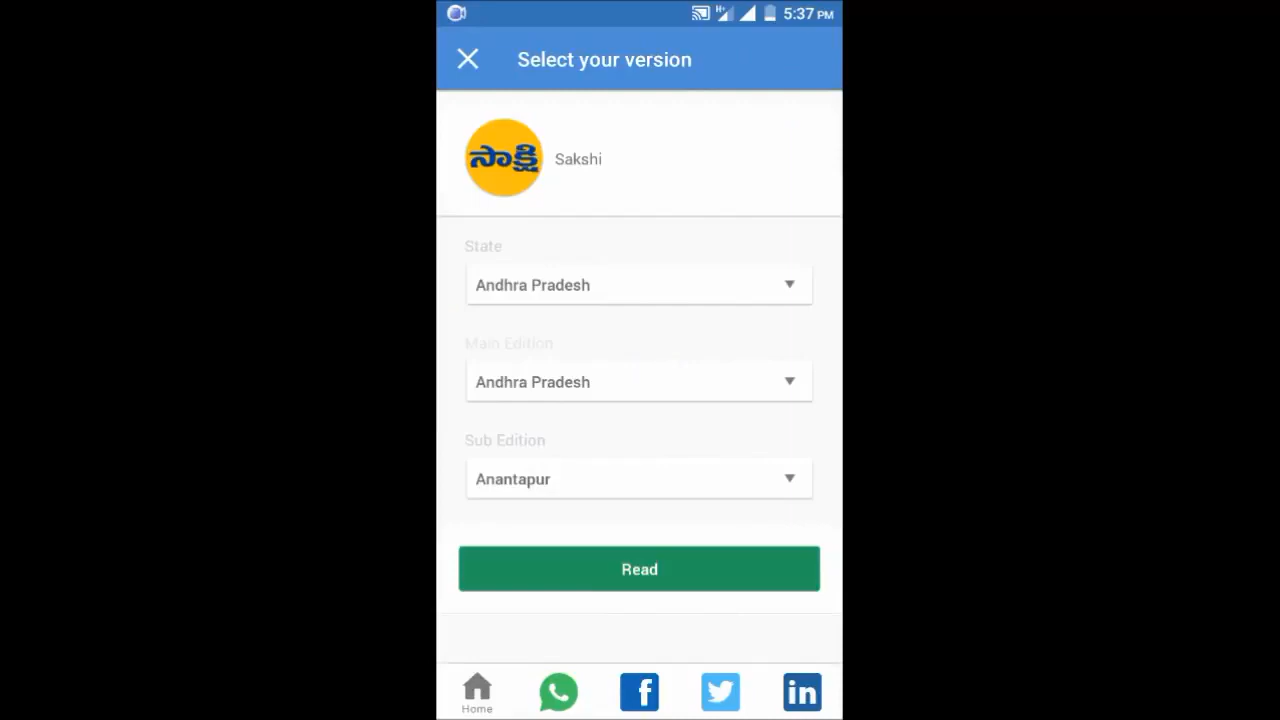 H+ 5:37 PM
Select your version
సాక్షి
Sakshi
State
Andhra Pradesh
Main Edition
Andhra Pradesh
Sub Edition
Anantapur
Read
Home
f
in